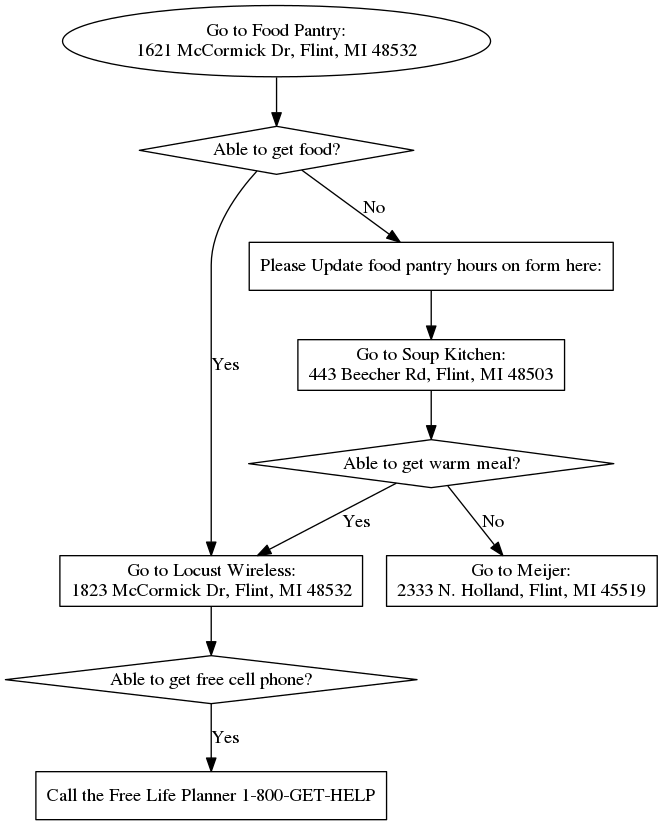 Go to Food Pantry:
1621 McCormick Dr, Flint, MI 48532
Able to get food?
No
Please Update food pantry hours on form here:
Go to Soup Kitchen:
443 Beecher Rd, Flint, MI 48503
Yes
Able to get warm meal?
Yes
No
Go to Locust Wireless:
1823 McCormick Dr, Flint, MI 48532
Go to Meijer:
2333 N. Holland, Flint, MI 45519
Able to get free cell phone?
Yes
Call the Free Life Planner 1-800-GET-HELP